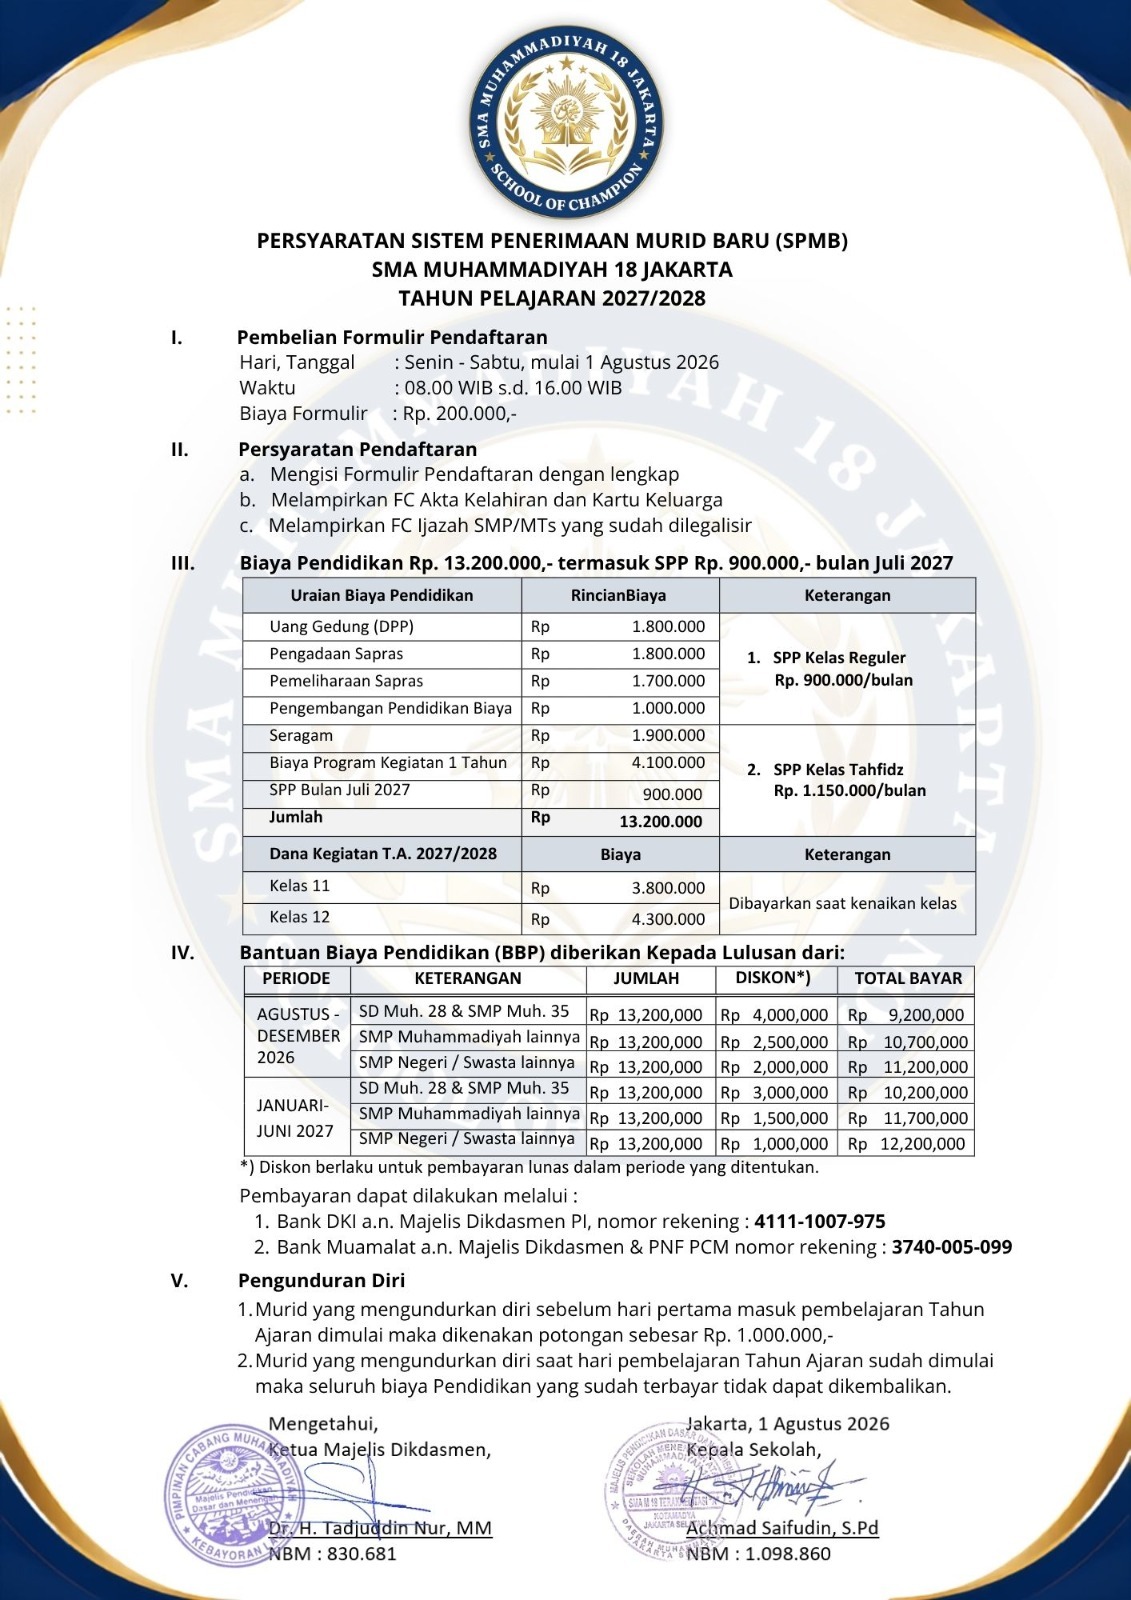 SMA MUHAMMADIYAH 18 JAKARTA
SCHOOL OF CHAMPION
PERSYARATAN SISTEM PENERIMAAN MURID BARU (SPMB)
SMA MUHAMMADIYAH 18 JAKARTA
TAHUN PELAJARAN 2027/2028
I. Pembelian Formulir Pendaftaran
Hari, Tanggal : Senin - Sabtu, mulai 1 Agustus 2026
Waktu : 08.00 WIB s.d. 16.00 WIB
Biaya Formulir : Rp. 200.000,-
II. Persyaratan Pendaftaran
a. Mengisi Formulir Pendaftaran dengan lengkap
b. Melampirkan FC Akta Kelahiran dan Kartu Keluarga
c. Melampirkan FC Ijazah SMP/MTs yang sudah dilegalisir
III. Biaya Pendidikan Rp. 13.200.000,- termasuk SPP Rp. 900.000,- bulan Juli 2027
Uraian Biaya Pendidikan RincianBiaya Keterangan
Uang Gedung (DPP) Rp 1.800.000
Pengadaan Sapras Rp 1.800.000
1. SPP Kelas Reguler
Rp. 900.000/bulan
Pemeliharaan Sapras Rp 1.700.000
Pengembangan Pendidikan Biaya Rp 1.000.000
Seragam Rp 1.900.000
Biaya Program Kegiatan 1 Tahun Rp 4.100.000
2. SPP Kelas Tahfidz
Rp. 1.150.000/bulan
SPP Bulan Juli 2027 Rp 900.000
Jumlah Rp 13.200.000
Dana Kegiatan T.A. 2027/2028 Biaya Keterangan
Kelas 11 Rp 3.800.000
Dibayarkan saat kenaikan kelas
Kelas 12 Rp 4.300.000
IV. Bantuan Biaya Pendidikan (BBP) diberikan Kepada Lulusan dari:
PERIODE KETERANGAN JUMLAH DISKON*) TOTAL BAYAR
AGUSTUS - DESEMBER 2026
SD Muh. 28 & SMP Muh. 35 Rp 13,200,000 Rp 4,000,000 Rp 9,200,000
SMP Muhammadiyah lainnya Rp 13,200,000 Rp 2,500,000 Rp 10,700,000
SMP Negeri / Swasta lainnya Rp 13,200,000 Rp 2,000,000 Rp 11,200,000
JANUARI- JUNI 2027
SD Muh. 28 & SMP Muh. 35 Rp 13,200,000 Rp 3,000,000 Rp 10,200,000
SMP Muhammadiyah lainnya Rp 13,200,000 Rp 1,500,000 Rp 11,700,000
SMP Negeri / Swasta lainnya Rp 13,200,000 Rp 1,000,000 Rp 12,200,000
*) Diskon berlaku untuk pembayaran lunas dalam periode yang ditentukan.
Pembayaran dapat dilakukan melalui :
1. Bank DKI a.n. Majelis Dikdasmen PI, nomor rekening : 4111-1007-975
2. Bank Muamalat a.n. Majelis Dikdasmen & PNF PCM nomor rekening : 3740-005-099
V. Pengunduran Diri
1. Murid yang mengundurkan diri sebelum hari pertama masuk pembelajaran Tahun
Ajaran dimulai maka dikenakan potongan sebesar Rp. 1.000.000,-
2. Murid yang mengundurkan diri saat hari pembelajaran Tahun Ajaran sudah dimulai
maka seluruh biaya Pendidikan yang sudah terbayar tidak dapat dikembalikan.
Mengetahui,
Ketua Majelis Dikdasmen,
Dr. H. Tadjuddin Nur, MM
NBM : 830.681
Jakarta, 1 Agustus 2026
Kepala Sekolah,
Achmad Saifudin, S.Pd
NBM : 1.098.860
PIMPINAN CABANG MUHAMMADIYAH
Majelis Pendidikan
Dasar dan Menengah